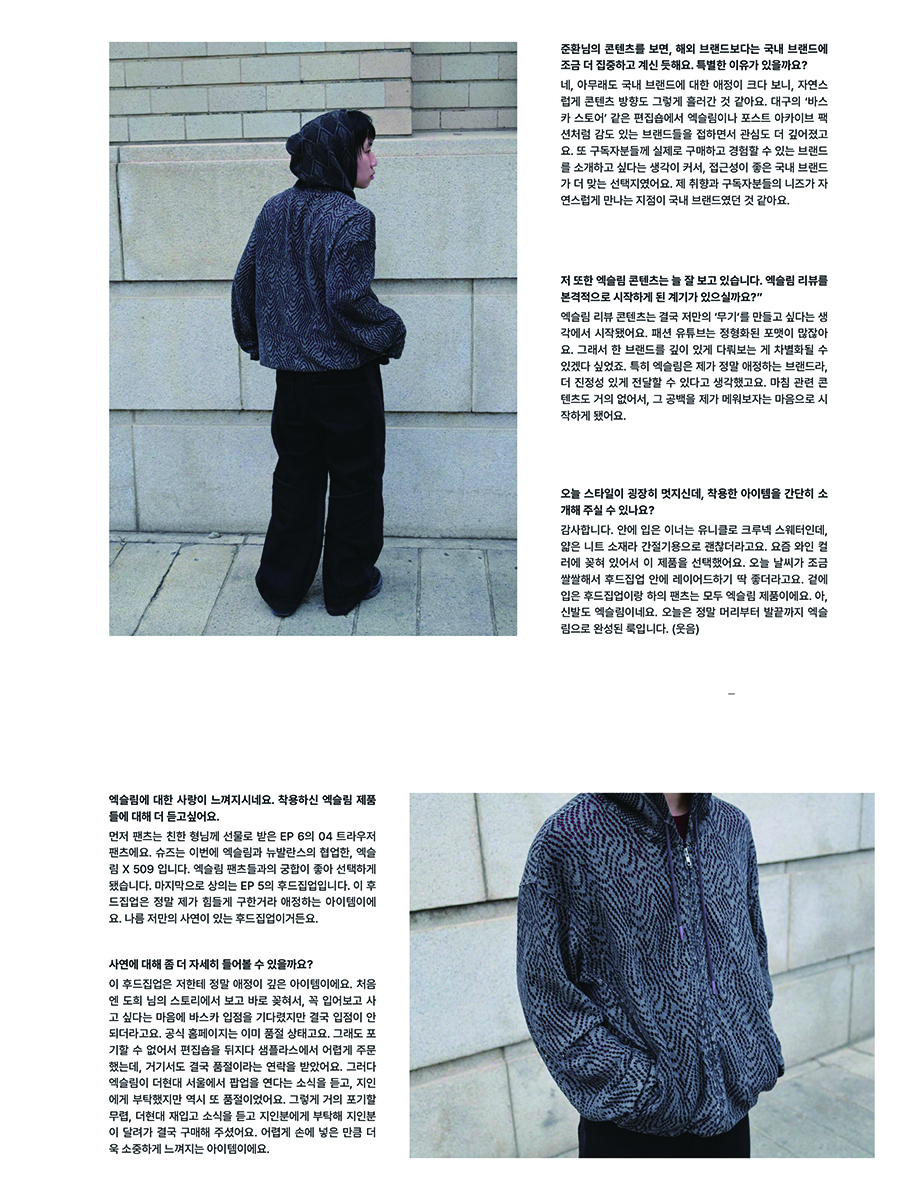 준환님의 콘텐츠를 보면, 해외 브랜드보다는 국내 브랜드에
조금 더 집중하고 계신 듯해요. 특별한 이유가 있을까요?
네, 아무래도 국내 브랜드에 대한 애정이 크다 보니, 자연스
럽게 콘텐츠 방향도 그렇게 흘러간 것 같아요. 대구의 ‘바스
카 스토어’ 같은 편집숍에서 엑슬림이나 포스트 아카이브 팩
션처럼 감도 있는 브랜드들을 접하면서 관심도 더 깊어졌고
요. 또 구독자분들께 실제로 구매하고 경험할 수 있는 브랜드
를 소개하고 싶다는 생각이 커서, 접근성이 좋은 국내 브랜드
가 더 맞는 선택지였어요. 제 취향과 구독자분들의 니즈가 자
연스럽게 만나는 지점이 국내 브랜드였던 것 같아요.
저 또한 엑슬림 콘텐츠는 늘 잘 보고 있습니다. 엑슬림 리뷰를
본격적으로 시작하게 된 계기가 있으실까요?”
엑슬림 리뷰 콘텐츠는 결국 저만의 ‘무기’를 만들고 싶다는 생
각에서 시작됐어요. 패션 유튜브는 정형화된 포맷이 많잖아
요. 그래서 한 브랜드를 깊이 있게 다뤄보는 게 차별화될 수
있겠다 싶었죠. 특히 엑슬림은 제가 정말 애정하는 브랜드라,
더 진정성 있게 전달할 수 있다고 생각했고요. 마침 관련 콘
텐츠도 거의 없어서, 그 공백을 제가 메워보자는 마음으로 시
작하게 됐어요.
오늘 스타일이 굉장히 멋지신데, 착용한 아이템을 간단히 소
개해 주실 수 있나요?
감사합니다. 안에 입은 이너는 유니클로 크루넥 스웨터인데,
얇은 니트 소재라 간절기용으로 괜찮더라고요. 요즘 와인 컬
러에 꽂혀 있어서 이 제품을 선택했어요. 오늘 날씨가 조금
쌀쌀해서 후드집업 안에 레이어드하기 딱 좋더라고요. 겉에
입은 후드집업이랑 하의 팬츠는 모두 엑슬림 제품이에요. 아,
신발도 엑슬림이네요. 오늘은 정말 머리부터 발끝까지 엑슬
림으로 완성된 룩입니다. (웃음)
–
엑슬림에 대한 사랑이 느껴지시네요. 착용하신 엑슬림 제품
들에 대해 더 듣고싶어요.
먼저 팬츠는 친한 형님께 선물로 받은 EP 6의 04 트라우저
팬츠에요. 슈즈는 이번에 엑슬림과 뉴발란스의 협업한, 엑슬
림 X 509 입니다. 엑슬림 팬츠들과의 궁합이 좋아 선택하게
됐습니다. 마지막으로 상의는 EP 5의 후드집업입니다. 이 후
드집업은 정말 제가 힘들게 구한거라 애정하는 아이템이에
요. 나름 저만의 사연이 있는 후드집업이거든요.
사연에 대해 좀 더 자세히 들어볼 수 있을까요?
이 후드집업은 저한테 정말 애정이 깊은 아이템이에요. 처음
엔 도희 님의 스토리에서 보고 바로 꽂혀서, 꼭 입어보고 사
고 싶다는 마음에 바스카 입점을 기다렸지만 결국 입점이 안
되더라고요. 공식 홈페이지는 이미 품절 상태고요. 그래도 포
기할 수 없어서 편집숍을 뒤지다 샘플라스에서 어렵게 주문
했는데, 거기서도 결국 품절이라는 연락을 받았어요. 그러다
엑슬림이 더현대 서울에서 팝업을 연다는 소식을 듣고, 지인
에게 부탁했지만 역시 또 품절이었어요. 그렇게 거의 포기할
무렵, 더현대 재입고 소식을 듣고 지인분에게 부탁해 지인분
이 달려가 결국 구매해 주셨어요. 어렵게 손에 넣은 만큼 더
욱 소중하게 느껴지는 아이템이에요.